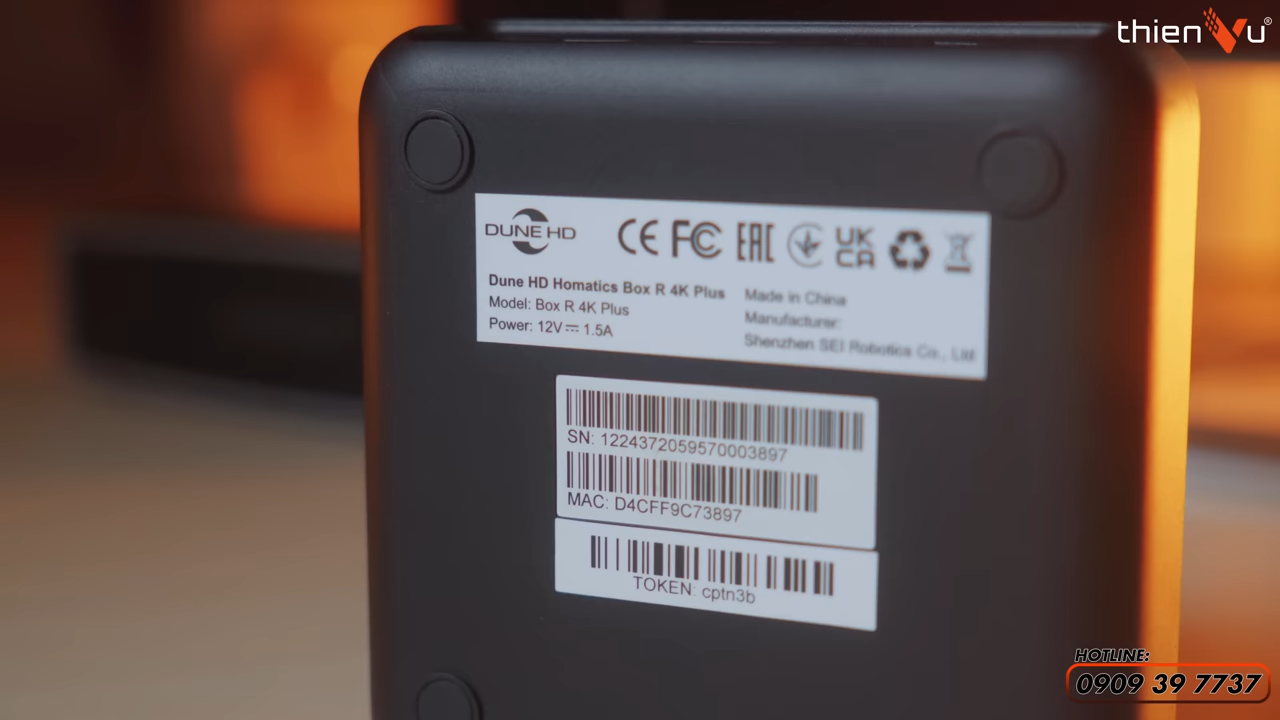 thienVu®
DUNE HD
CE FC EAC UK CA
Dune HD Homatics Box R 4K Plus
Model: Box R 4K Plus
Power: 12V⎓1.5A
Made in China
Manufacturer:
Shenzhen SEI Robotics Co., Ltd
SN: 1224372059570003897
MAC: D4CFF9C73897
TOKEN: cptn3b
HOTLINE:
0909 39 7737